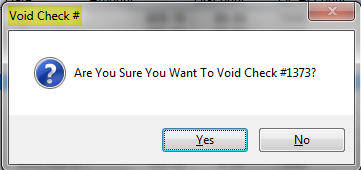 Void Check #
Are You Sure You Want To Void Check #1373?
Yes
No